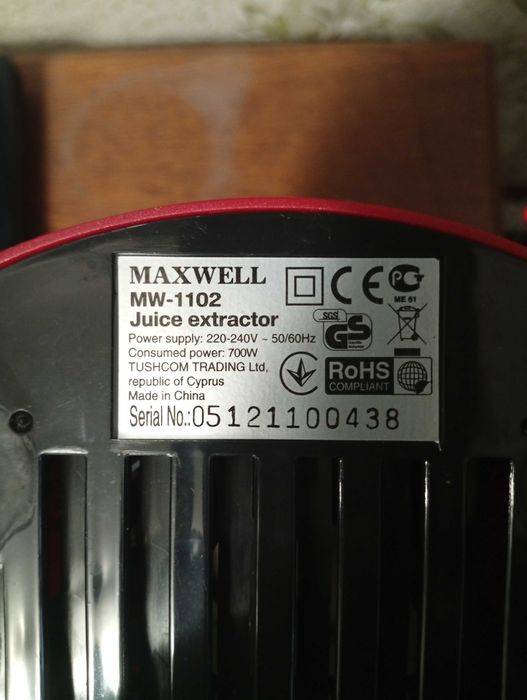 MAXWELL
MW-1102
Juice extractor
Power supply: 220-240V ~ 50/60Hz
Consumed power: 700W
TUSHCOM TRADING Ltd,
republic of Cyprus
Made in China
Serial No.:05121100438
CE
РСТ
ME 61
SGS
GS
RoHS
COMPLIANT